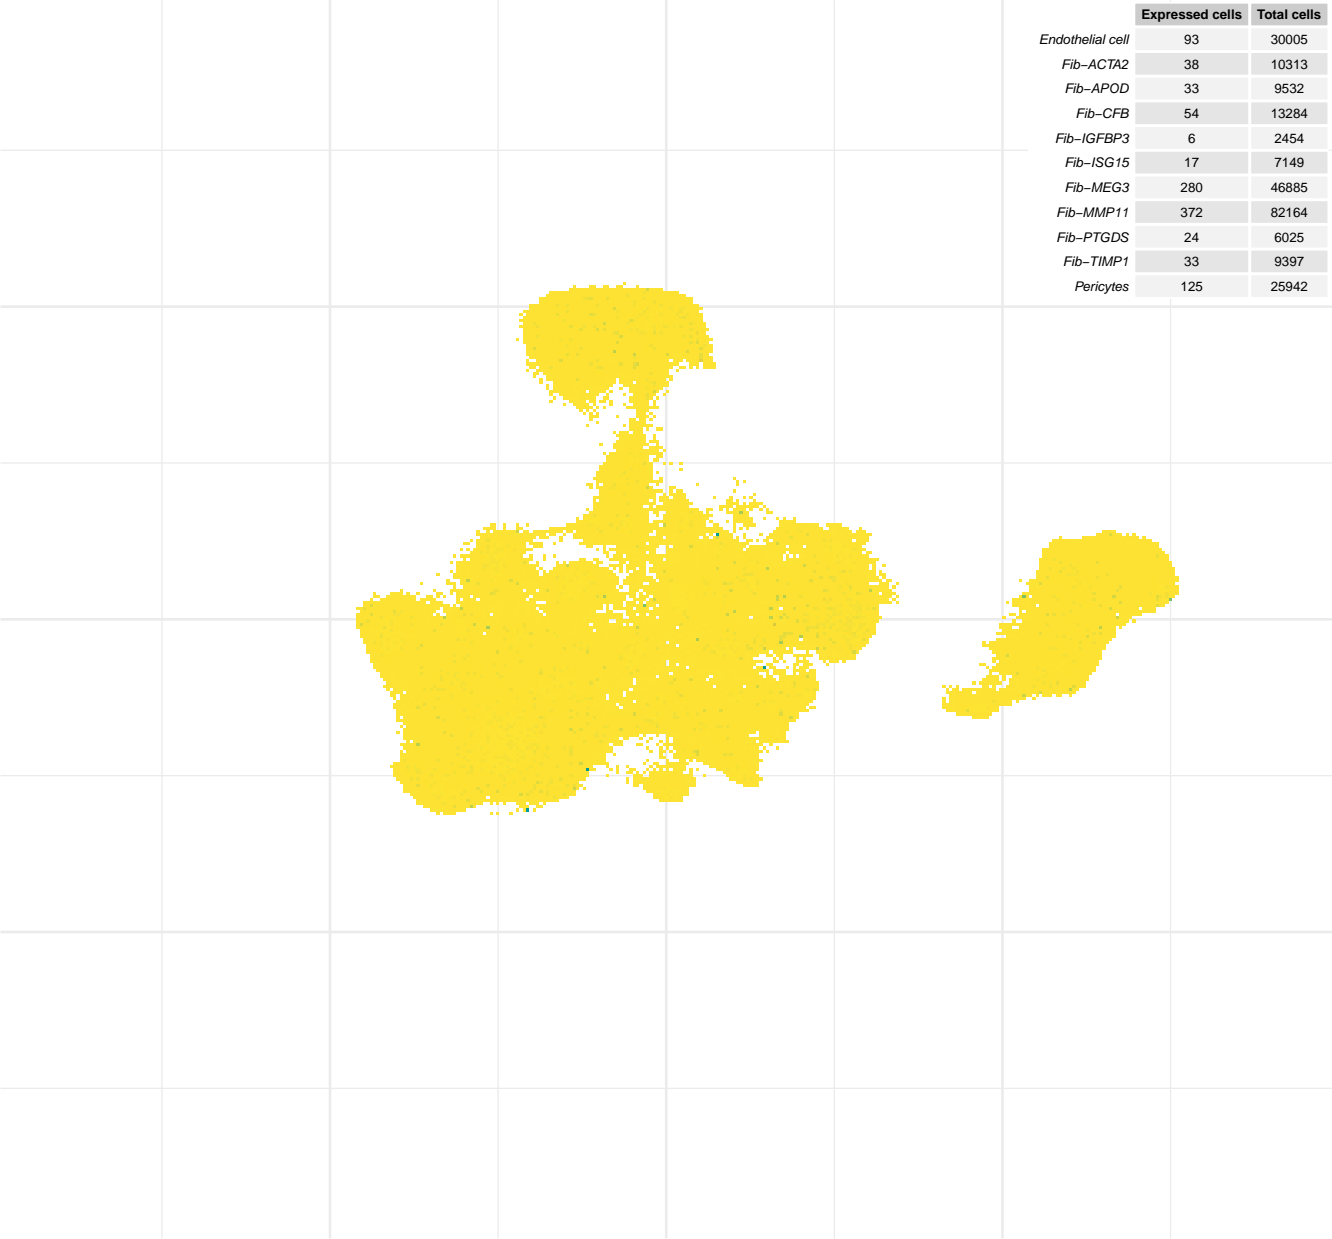 Expressed cells Total cells
Endothelial cell 93 30005
Fib−ACTA2 38 10313
Fib−APOD 33 9532
Fib−CFB 54 13284
Fib−IGFBP3 6 2454
Fib−ISG15 17 7149
Fib−MEG3 280 46885
Fib−MMP11 372 82164
Fib−PTGDS 24 6025
Fib−TIMP1 33 9397
Pericytes 125 25942